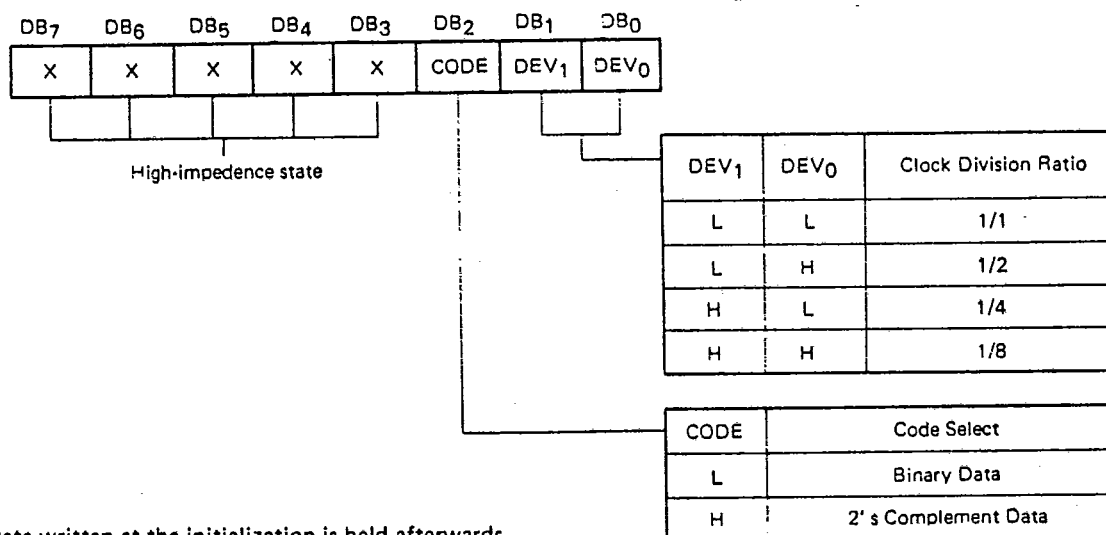 DB7 DB6 DB5 DB4 DB3 DB2 DB1 DB0
X X X X X CODE DEV1 DEV0
High-impedence state
DEV1 DEV0 Clock Division Ratio
L L 1/1
L H 1/2
H L 1/4
H H 1/8
CODE Code Select
L Binary Data
H 2's Complement Data
written at the initialization is held afterwards